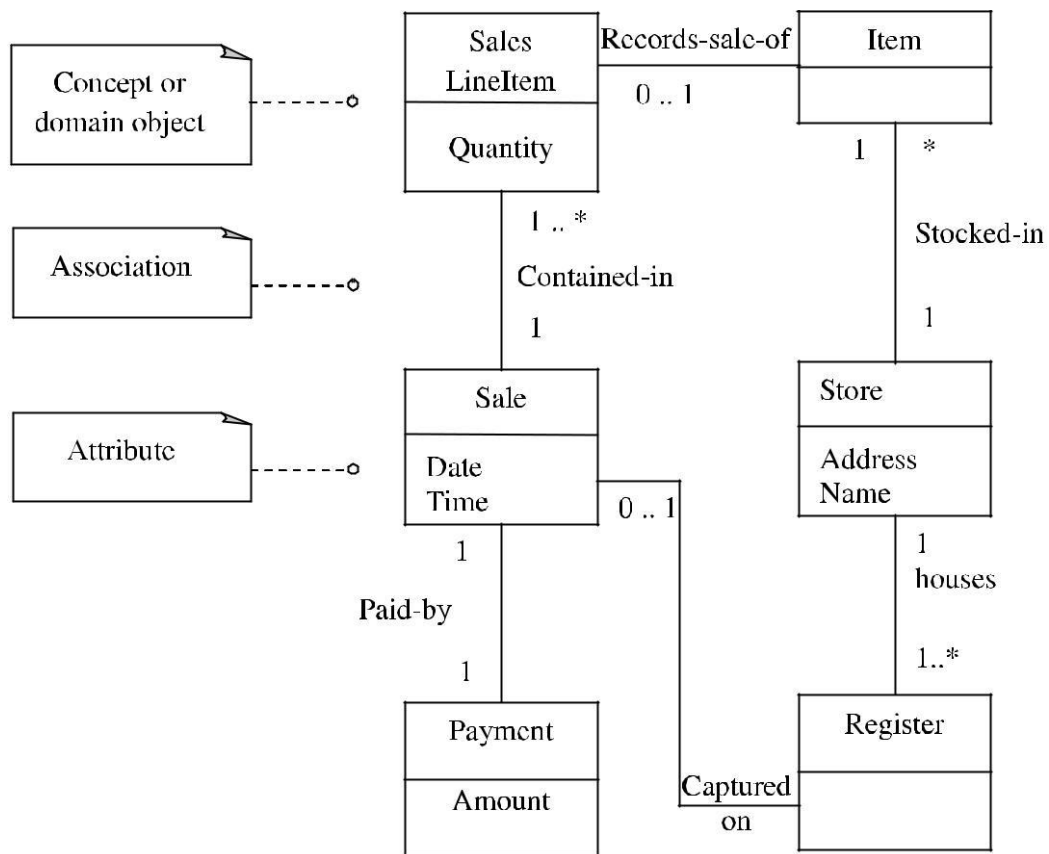 Concept or
domain object
Association
Attribute
Sales
LineItem
Quantity
Records-sale-of
0 .. 1
Item
1 *
Stocked-in
1
1 .. *
Contained-in
1
Sale
Date
Time
0 .. 1
Store
Address
Name
1
houses
1..*
1
Paid-by
1
Payment
Amount
Captured
on
Register